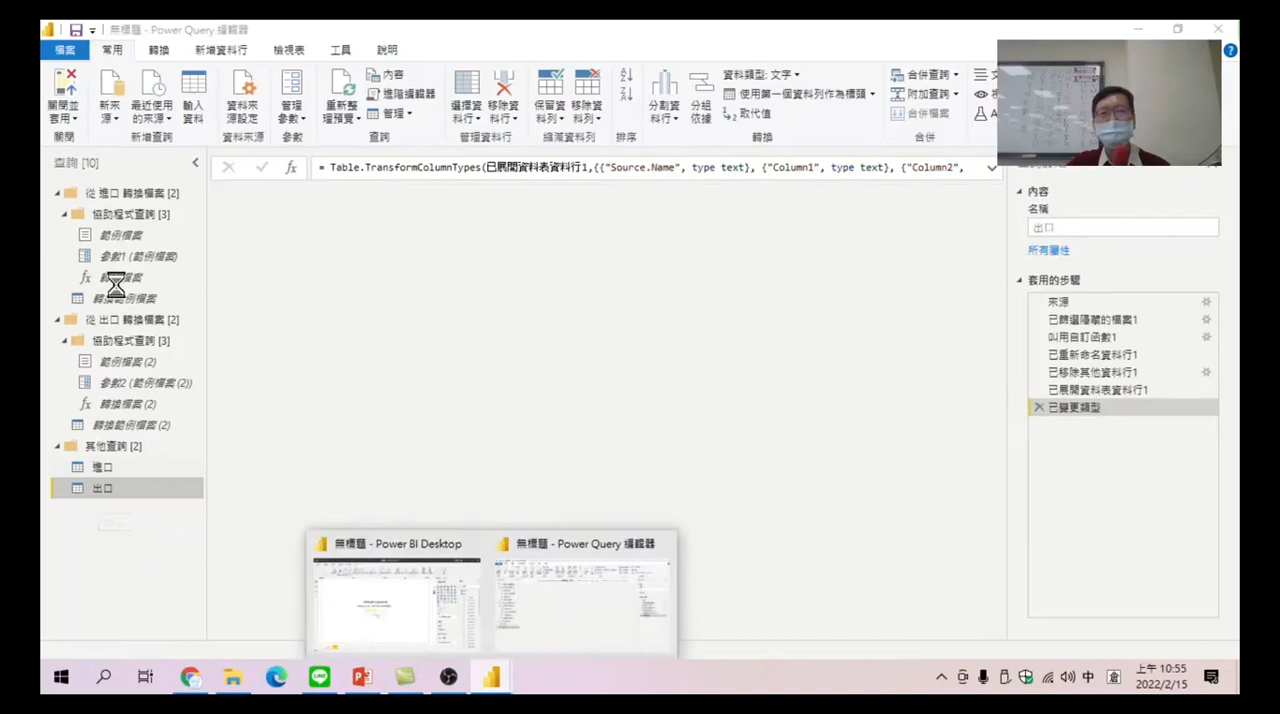 無標題 - Power Query 編輯器
檔案 常用 轉換 新增資料行 檢視表 工具 說明
關閉並套用 新來源 最近使用的來源 輸入資料 資料來源設定 管理參數 重新整理預覽 內容 進階編輯器 管理 選擇資料行 移除資料行 保留資料列 移除資料列 分割資料行 分組依據 資料類型: 文字 使用第一個資料列作為標頭 取代值 合併查詢 附加查詢 合併檔案
關閉 新增查詢 資料來源 參數 查詢 管理資料行 縮減資料列 排序 轉換 合併
查詢 [10]
= Table.TransformColumnTypes(已展開資料表資料行1,{{"Source.Name", type text}, {"Column1", type text}, {"Column2",
從 進口 轉換檔案 [2]
協助程式查詢 [3]
範例檔案
參數1 (範例檔案)
fx
轉換範例檔案
從 出口 轉換檔案 [2]
協助程式查詢 [3]
範例檔案 (2)
參數2 (範例檔案 (2))
fx 轉換檔案 (2)
轉換範例檔案 (2)
其他查詢 [2]
進口
出口
內容
名稱
出口
所有屬性
套用的步驟
來源
已篩選隱藏的檔案1
叫用自訂函數1
已重新命名資料行1
已移除其他資料行1
已展開資料表資料行1
已變更類型
無標題 - Power BI Desktop
無標題 - Power Query 編輯器
中 倉
上午 10:55
2022/2/15